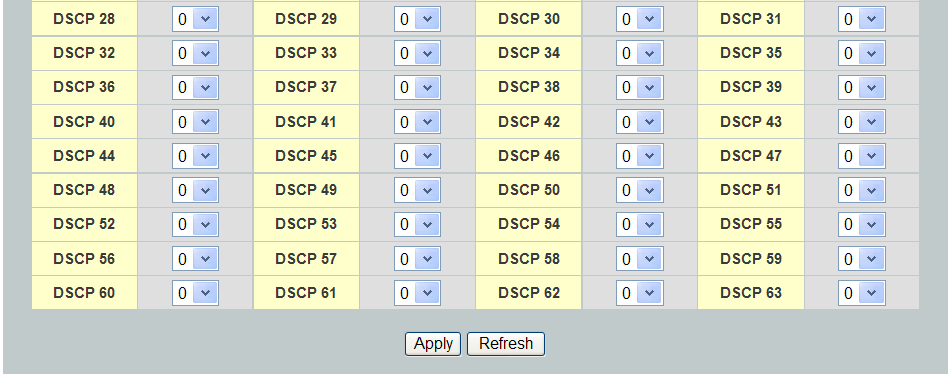 DSCP 28 0 DSCP 29 0 DSCP 30 0 DSCP 31 0
DSCP 32 0 DSCP 33 0 DSCP 34 0 DSCP 35 0
DSCP 36 0 DSCP 37 0 DSCP 38 0 DSCP 39 0
DSCP 40 0 DSCP 41 0 DSCP 42 0 DSCP 43 0
DSCP 44 0 DSCP 45 0 DSCP 46 0 DSCP 47 0
DSCP 48 0 DSCP 49 0 DSCP 50 0 DSCP 51 0
DSCP 52 0 DSCP 53 0 DSCP 54 0 DSCP 55 0
DSCP 56 0 DSCP 57 0 DSCP 58 0 DSCP 59 0
DSCP 60 0 DSCP 61 0 DSCP 62 0 DSCP 63 0
Apply Refresh